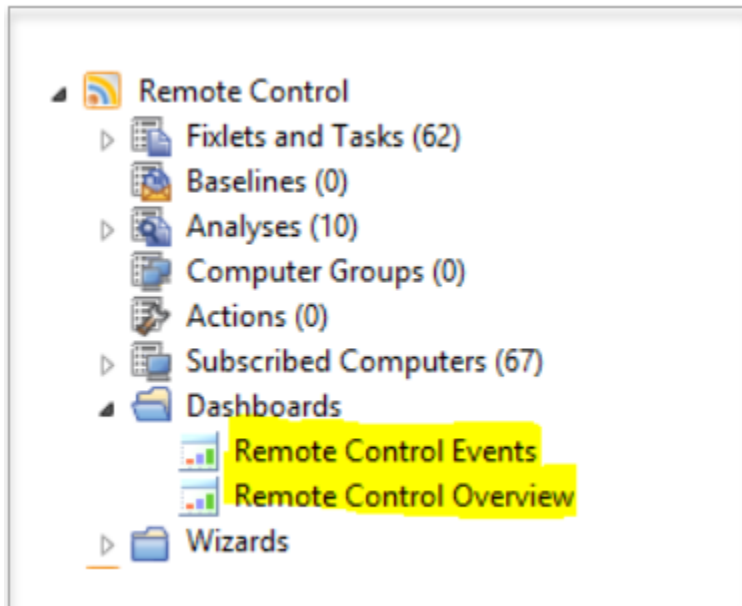 Remote Control
Fixlets and Tasks (62)
Baselines (0)
Analyses (10)
Computer Groups (0)
Actions (0)
Subscribed Computers (67)
Dashboards
Remote Control Events
Remote Control Overview
Wizards